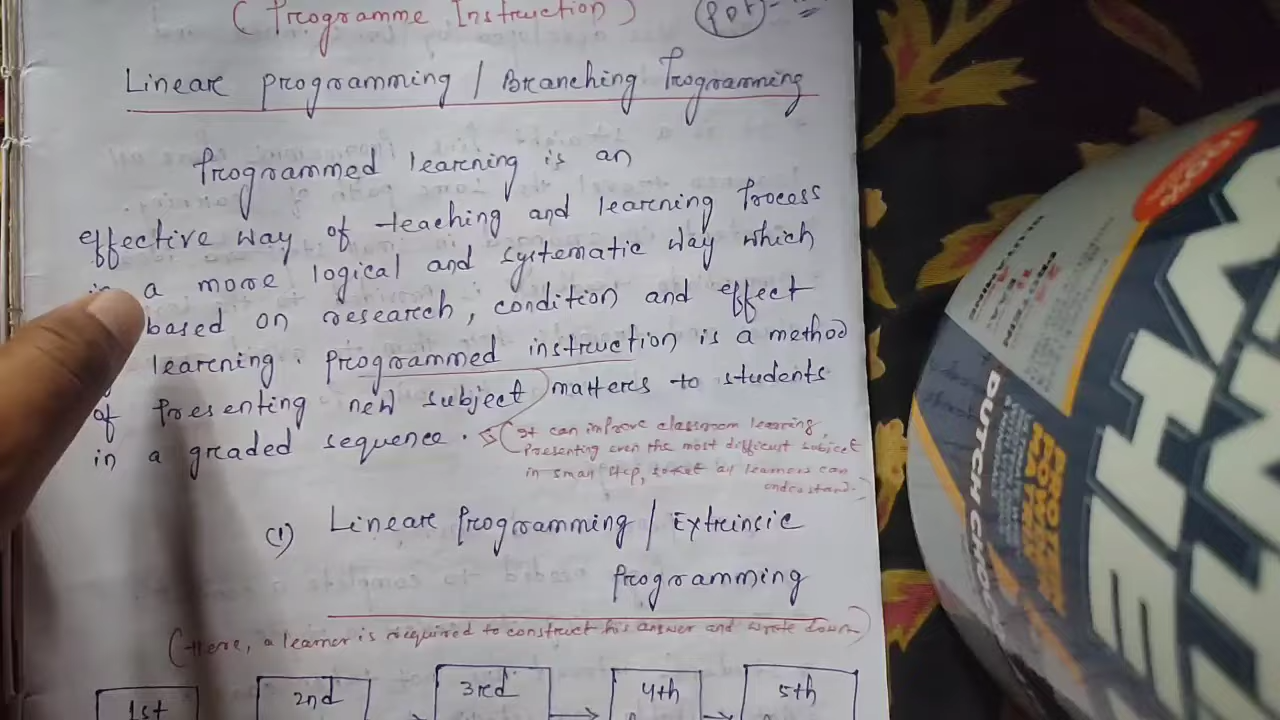 (Programme Instruction)
Linear programming / Branching Programming
Programmed learning is an
effective way of teaching and learning Process
in a more logical and systematic way which
based on research, condition and effect
learning. Programmed instruction is a method
of Presenting new subject matters to students
in a graded sequence.
(It can improve classroom learning,
Presenting even the most difficult subject
in small step, so that all learners can
understand.)
(1) Linear Programming / Extrinsic
Programming
(Here, a learner is required to construct his answer and wrote down)
1st
2nd
3rd
4th
5th
DUTCH
WHE